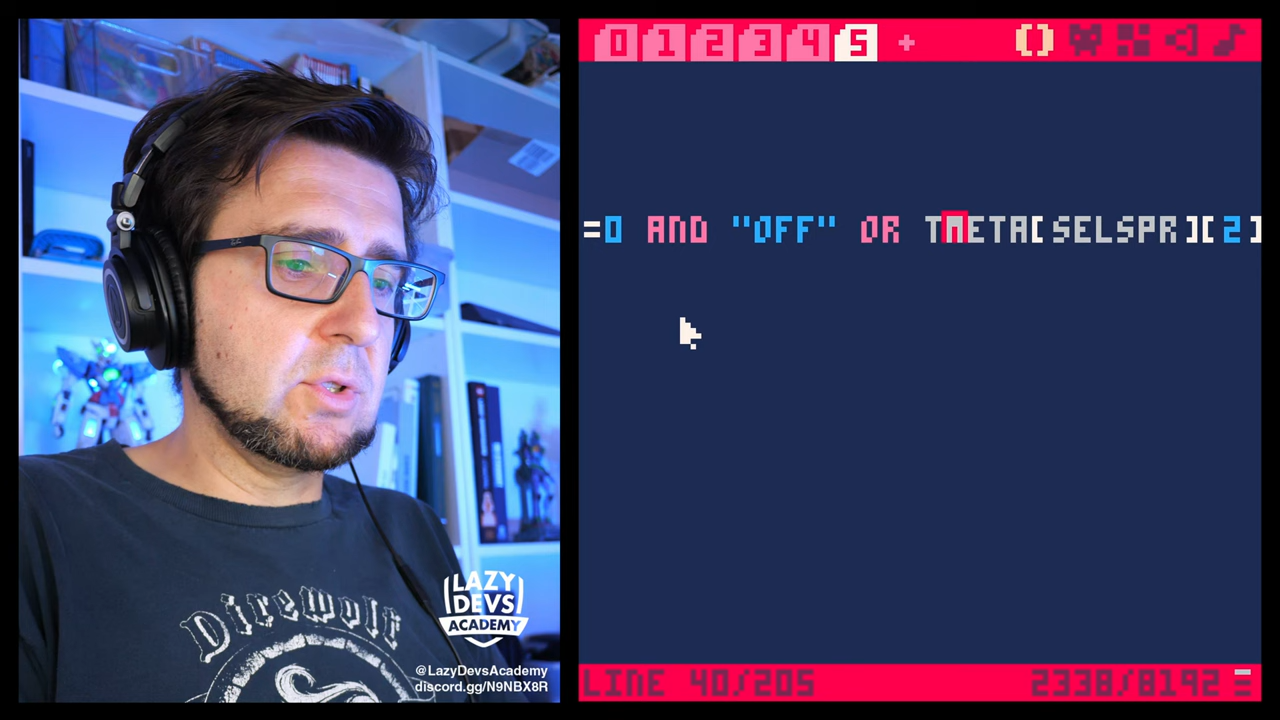 0 1 2 3 4 5 +
=0 AND "OFF" OR TMETA[SELSPR][2]
LINE 40/205
2338/8192
Direwolf
LAZY
DEVS
ACADEMY
@LazyDevsAcademy
discord.gg/N9NBX8R